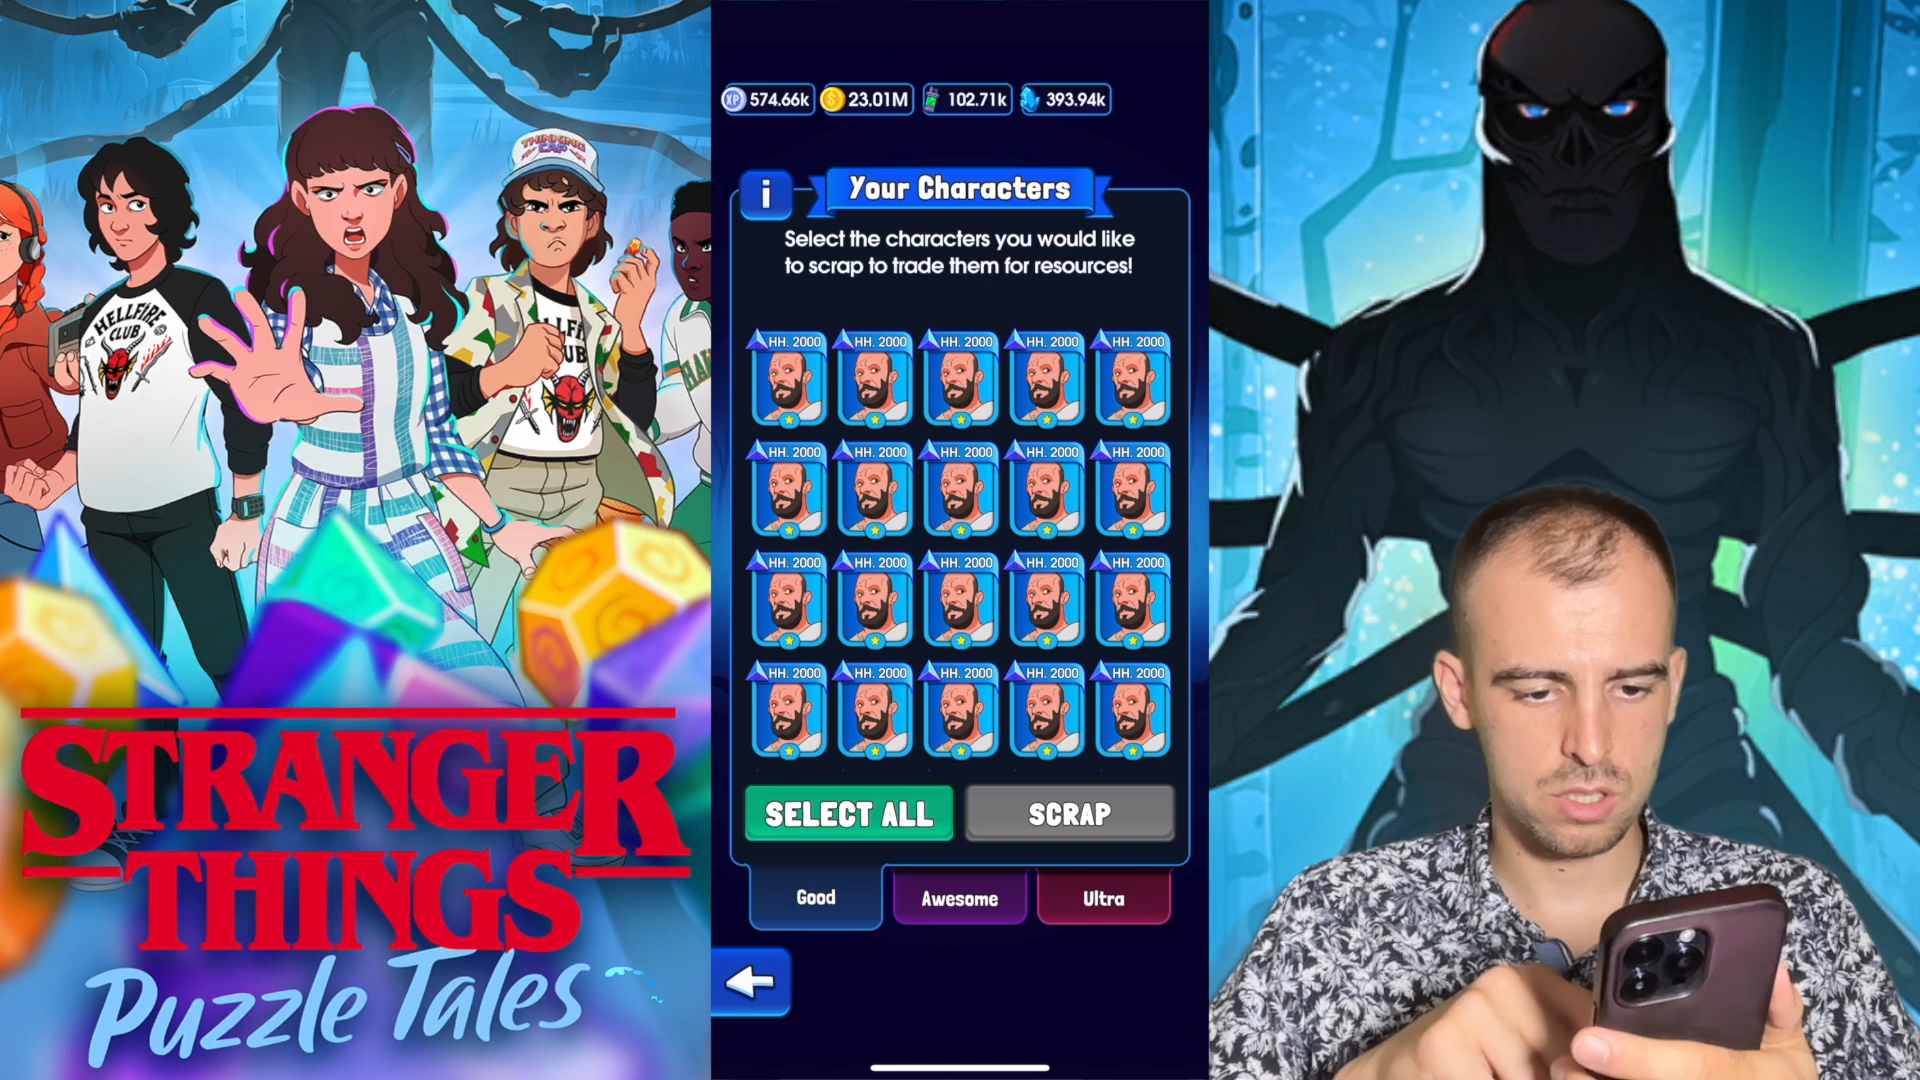 THINKING
CAP
HELLFIRE
CLUB
STRANGER
THINGS
Puzzle Tales
XP 574.66k 23.01M 102.71k 393.94k
i
Your Characters
Select the characters you would like
to scrap to trade them for resources!
HH. 2000 HH. 2000 HH. 2000 HH. 2000 HH. 2000
HH. 2000 HH. 2000 HH. 2000 HH. 2000 HH. 2000
HH. 2000 HH. 2000 HH. 2000 HH. 2000 HH. 2000
HH. 2000 HH. 2000 HH. 2000 HH. 2000 HH. 2000
SELECT ALL SCRAP
Good Awesome Ultra